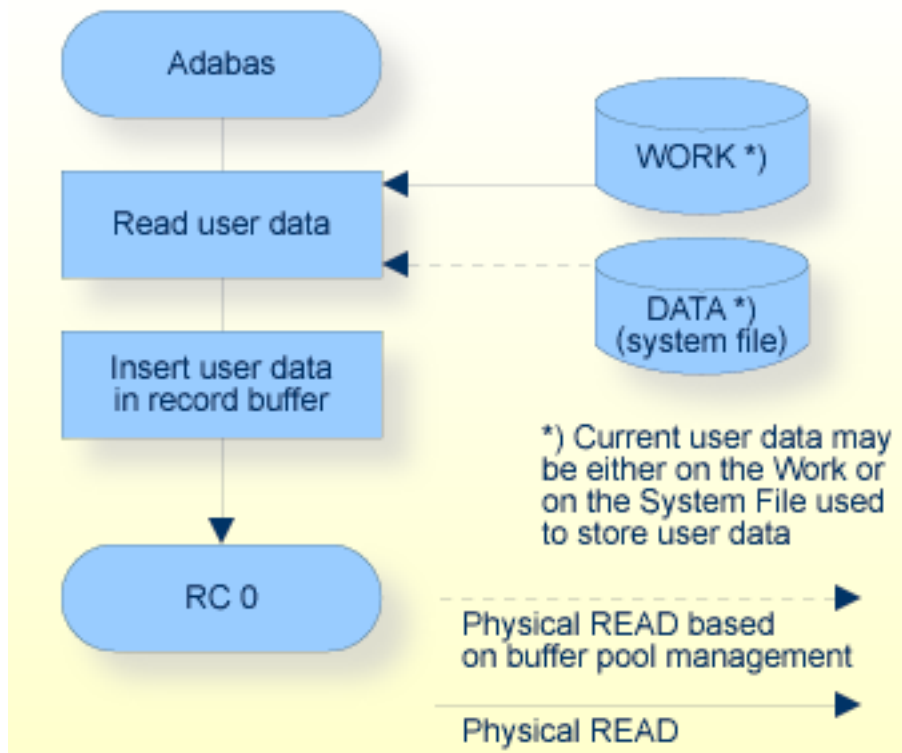 Adabas
WORK *)
Read user data
DATA *)
(system file)
Insert user data
in record buffer
*) Current user data may
be either on the Work or
on the System File used
to store user data
RC 0
Physical READ based
on buffer pool management
Physical READ